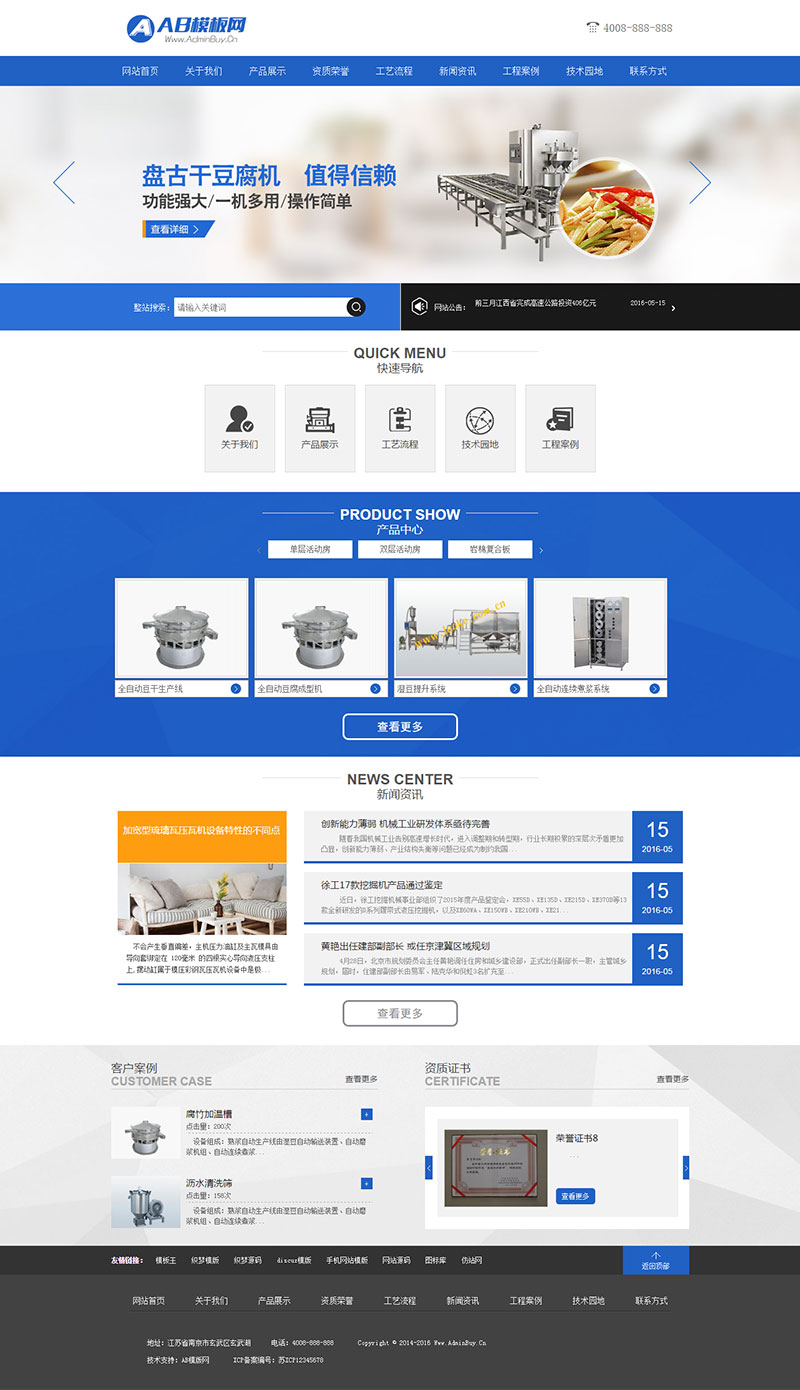 AB模板网
Www.AdminBuy.Cn
4008-888-888
网站首页 关于我们 产品展示 资质荣誉 工艺流程 新闻资讯 工程案例 技术园地 联系方式
盘古干豆腐机 值得信赖
功能强大/一机多用/操作简单
查看详细
整站搜索: 请输入关键词
网站公告: 前三月江西省完成高速公路投资406亿元 2016-05-15
QUICK MENU
快速导航
关于我们 产品展示 工艺流程 技术园地 工程案例
PRODUCT SHOW
产品中心
单层活动房 双层活动房 岩棉复合板
全自动豆干生产线 全自动豆腐成型机 湿豆提升系统 全自动连续煮浆系统
查看更多
NEWS CENTER
新闻资讯
加宽型琉璃瓦压瓦机设备特性的不同点
不会产生垂直偏差,主机压力油缸及主瓦模具由
导向套绑定在 120毫米 的四根实心导向液压支柱
上,摆动缸属于模压彩钢瓦压瓦机设备中是极...
创新能力薄弱 机械工业研发体系亟待完善
随着我国机械工业告别高速增长时代,进入调整期和转型期,行业长期积累的深层次矛盾更加
凸显,创新能力薄弱、产业结构失衡等问题已经成为制约我国...
15
2016-05
徐工17款挖掘机产品通过鉴定
近日,徐工挖掘机械事业部组织了2015年度产品鉴定会,XE55D、XE135D、XE215D、XE370D等13
款全新研发的D系列履带式液压挖掘机,以及XE60WA、XE150WB、XE210WB、XE21...
15
2016-05
黄艳出任建部副部长 或任京津冀区域规划
4月28日,北京市规划委员会主任黄艳调任住房和城乡建设部,正式出任副部长一职,主管城乡
规划,届时,住建部副部长由易军、陆克华和倪虹3名扩充至...
15
2016-05
查看更多
客户案例
CUSTOMER CASE 查看更多
腐竹加温槽 +
点击量:200次
设备组成:熟浆自动生产线由湿豆自动输送装置、自动磨
浆机组、自动连续煮浆...
沥水清洗筛 +
点击量:158次
设备组成:熟浆自动生产线由湿豆自动输送装置、自动磨
浆机组、自动连续煮浆...
资质证书
CERTIFICATE 查看更多
荣誉证书8
...
查看更多
友情链接: 模板王 织梦模版 织梦源码 discuz模版 手机网站模版 网站源码 图标库 仿站网
返回顶部
网站首页 关于我们 产品展示 资质荣誉 工艺流程 新闻资讯 工程案例 技术园地 联系方式
地址:江苏省南京市玄武区玄武湖 电话:4008-888-888 Copyright © 2014-2016 Www.AdminBuy.Cn
技术支持:AB模版网 ICP备案编号:苏ICP12345678